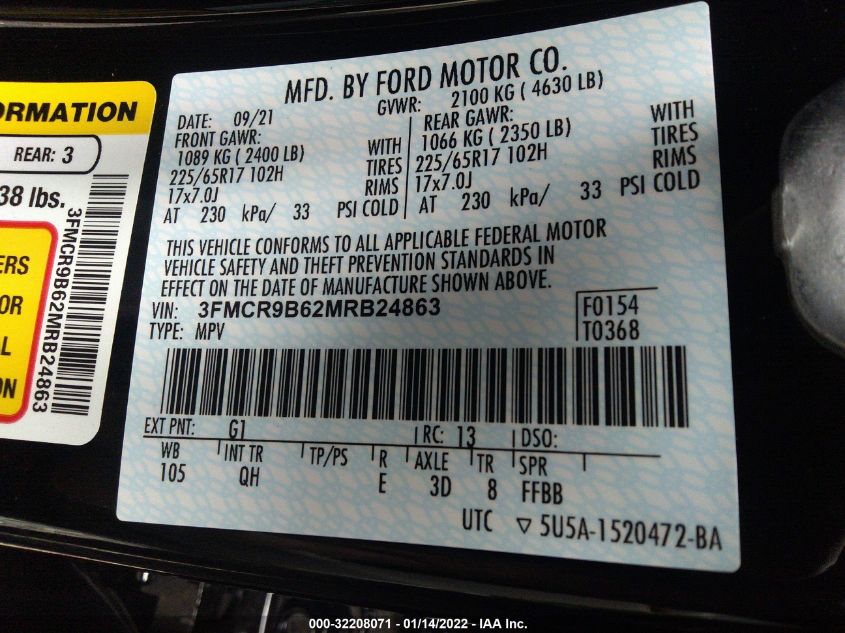 ORMATION
REAR: 3
38 lbs.
ERS
OR
L
ON
3FMCR9B62MRB24863
MFD. BY FORD MOTOR CO.
DATE: 09/21
GVWR: 2100 KG ( 4630 LB)
FRONT GAWR:
1089 KG ( 2400 LB) WITH
225/65R17 102H TIRES
17x7.0J RIMS
AT 230 kPa/ 33 PSI COLD
REAR GAWR: WITH
1066 KG ( 2350 LB) TIRES
225/65R17 102H RIMS
17x7.0J
AT 230 kPa/ 33 PSI COLD
THIS VEHICLE CONFORMS TO ALL APPLICABLE FEDERAL MOTOR
VEHICLE SAFETY AND THEFT PREVENTION STANDARDS IN
EFFECT ON THE DATE OF MANUFACTURE SHOWN ABOVE.
VIN: 3FMCR9B62MRB24863
TYPE: MPV
F0154
T0368
EXT PNT: G1 RC: 13 DSO:
WB INT TR TP/PS R AXLE TR SPR
105 QH E 3D 8 FFBB
UTC ▽ 5U5A-1520472-BA
000-32208071 - 01/14/2022 - IAA Inc.